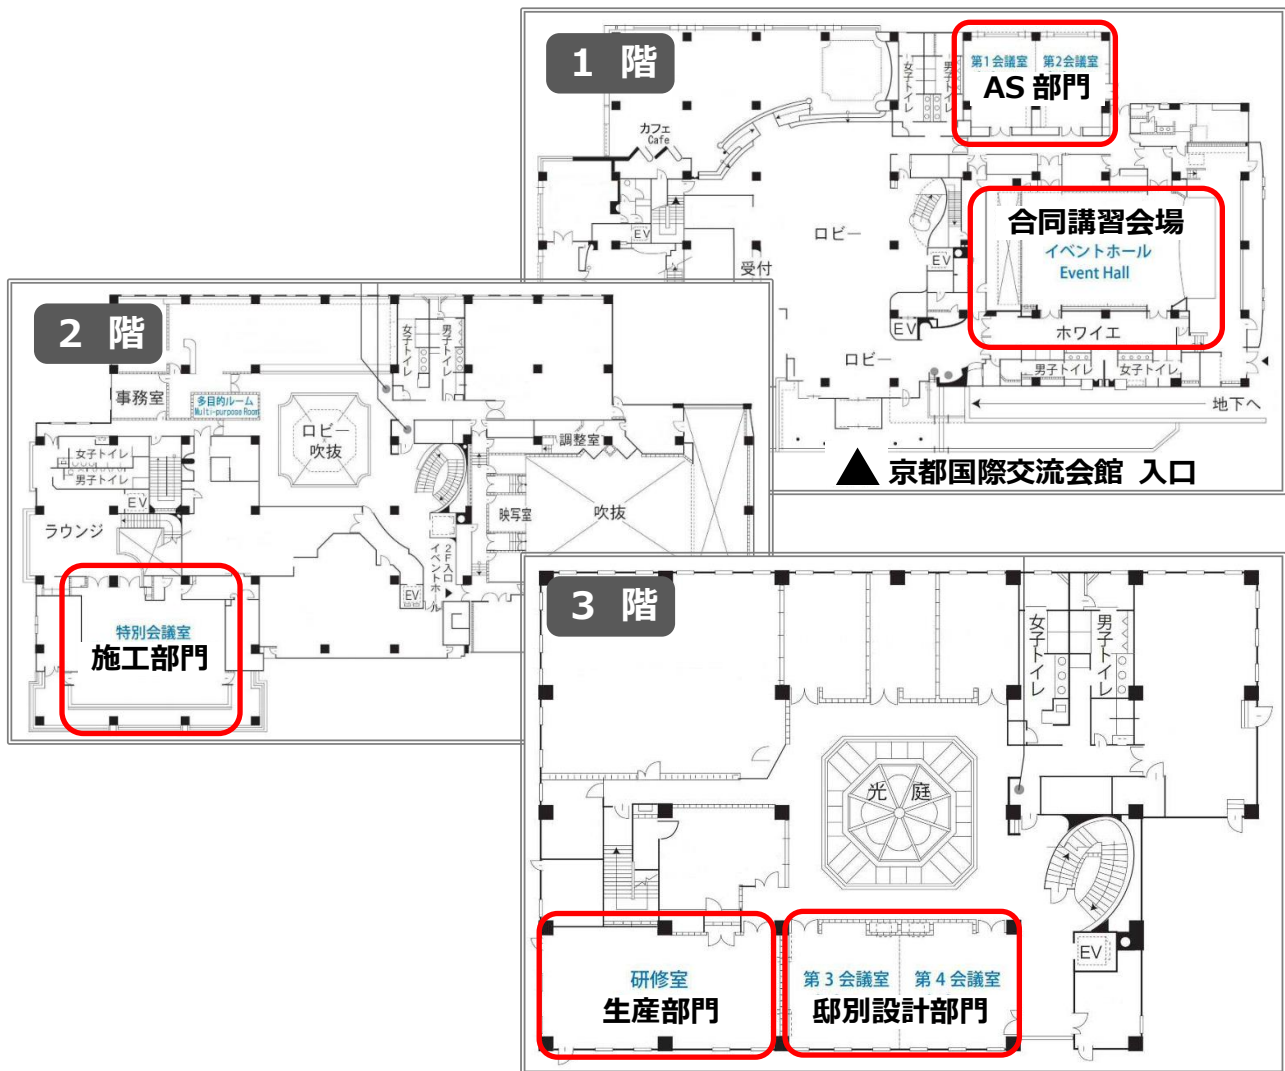 1 階
女子トイレ
男子トイレ
第1会議室
第2会議室
AS 部門
カフェ
Cafe
EV
ロビー
受付
EV
EV
ロビー
合同講習会場
イベントホール
Event Hall
ホワイエ
男子トイレ
女子トイレ
地下へ
▲ 京都国際交流会館 入口
2 階
事務室
多目的ルーム
Multi-purpose Room
女子トイレ
男子トイレ
ロビー
吹抜
女子トイレ
男子トイレ
EV
ラウンジ
調整室
映写室
吹抜
2F入口
イベントホール
EV
特別会議室
施工部門
3 階
女子トイレ
男子トイレ
光 庭
EV
研修室
生産部門
第3会議室
第4会議室
邸別設計部門